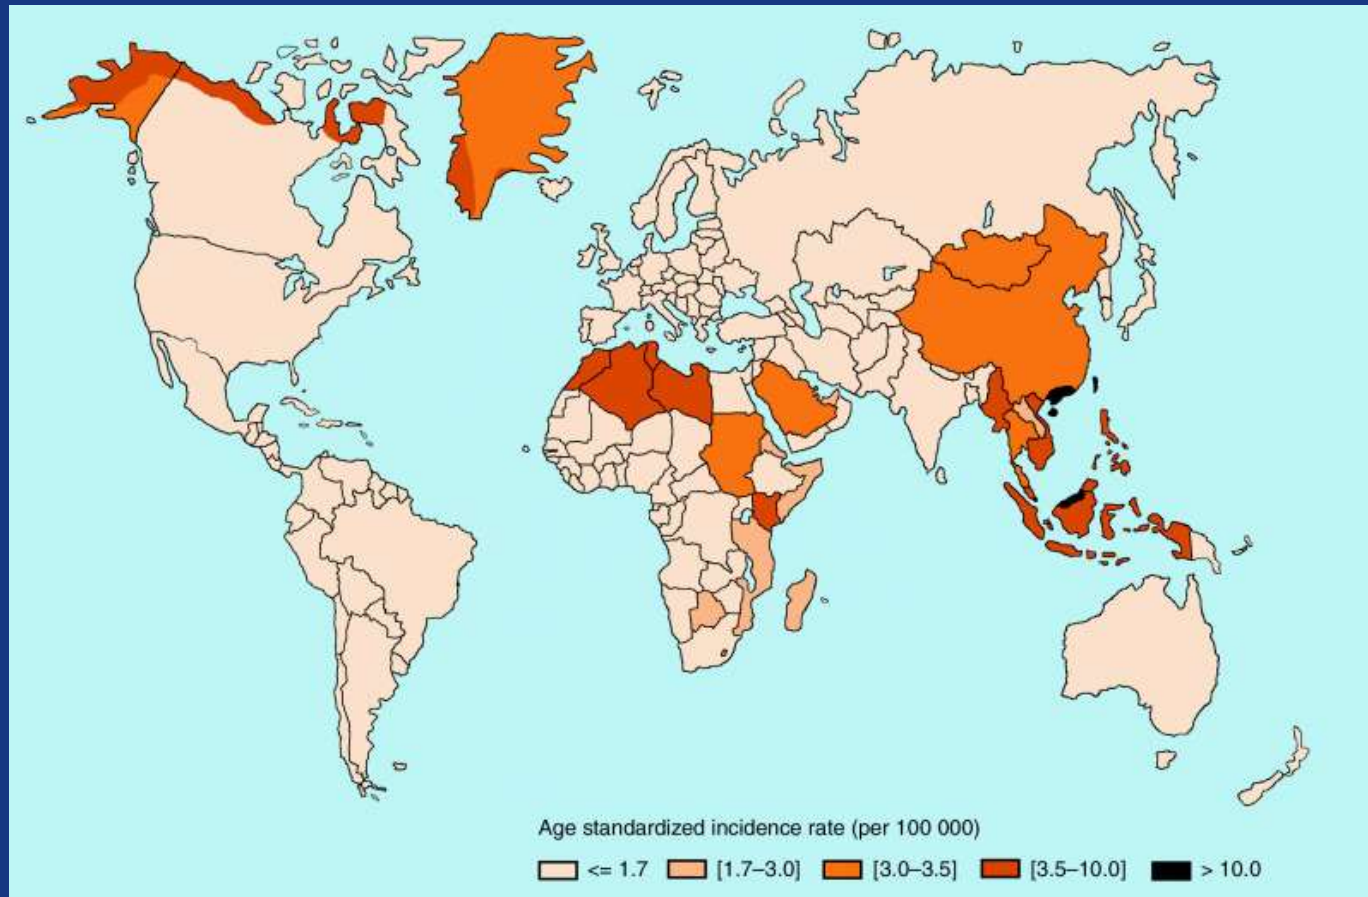 Age standardized incidence rate (per 100 000)
<= 1.7 [1.7–3.0] [3.0–3.5] [3.5–10.0] > 10.0